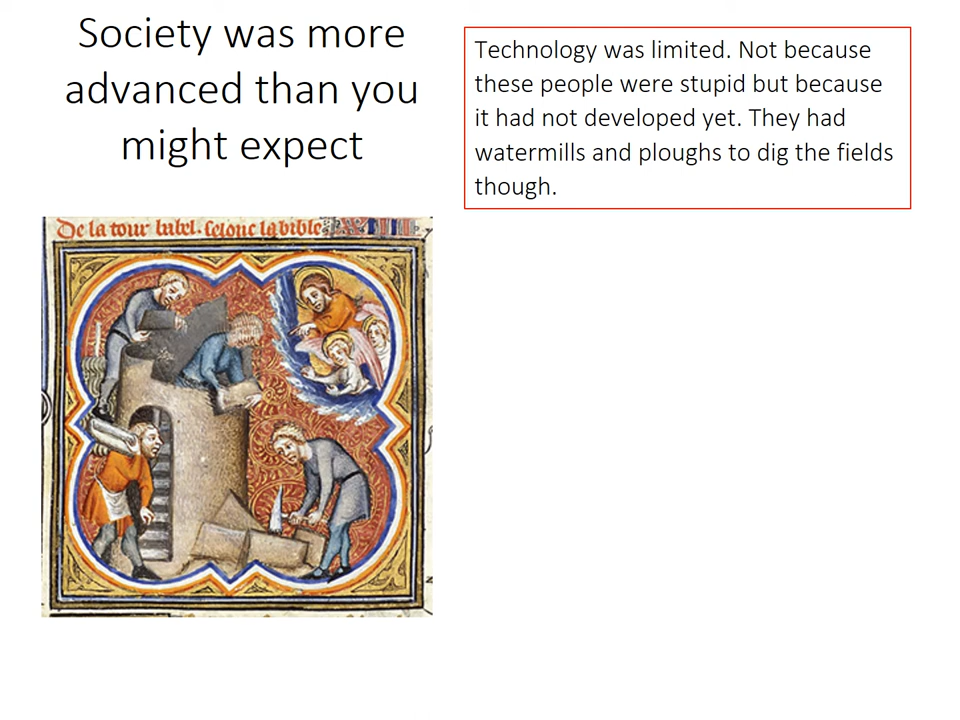 Society was more
advanced than you
might expect
Technology was limited. Not because
these people were stupid but because
it had not developed yet. They had
watermills and ploughs to dig the fields
though.
De la tour babel. selonc la bible